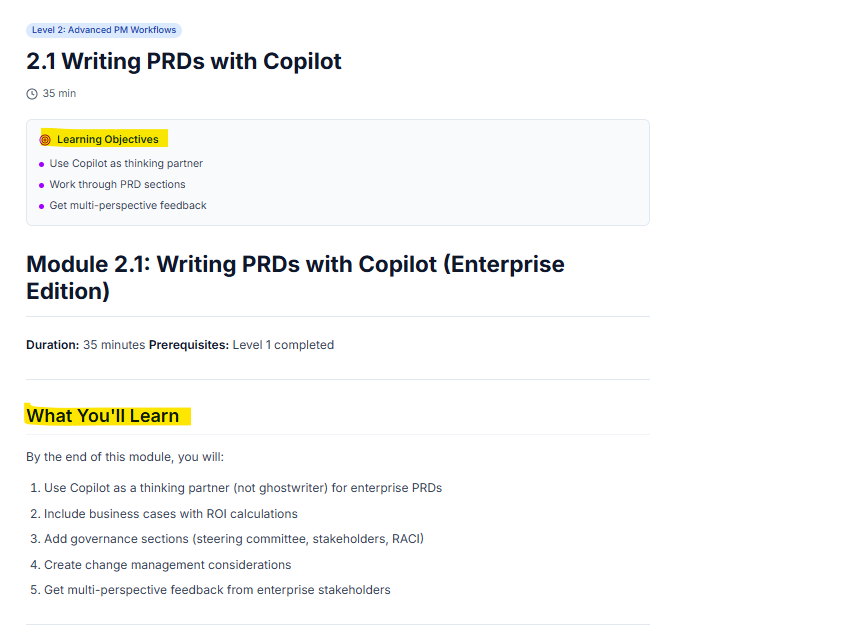 Level 2: Advanced PM Workflows
2.1 Writing PRDs with Copilot
35 min
Learning Objectives
Use Copilot as thinking partner
Work through PRD sections
Get multi-perspective feedback
Module 2.1: Writing PRDs with Copilot (Enterprise
Edition)
Duration: 35 minutes Prerequisites: Level 1 completed
What You'll Learn
By the end of this module, you will:
1. Use Copilot as a thinking partner (not ghostwriter) for enterprise PRDs
2. Include business cases with ROI calculations
3. Add governance sections (steering committee, stakeholders, RACI)
4. Create change management considerations
5. Get multi-perspective feedback from enterprise stakeholders